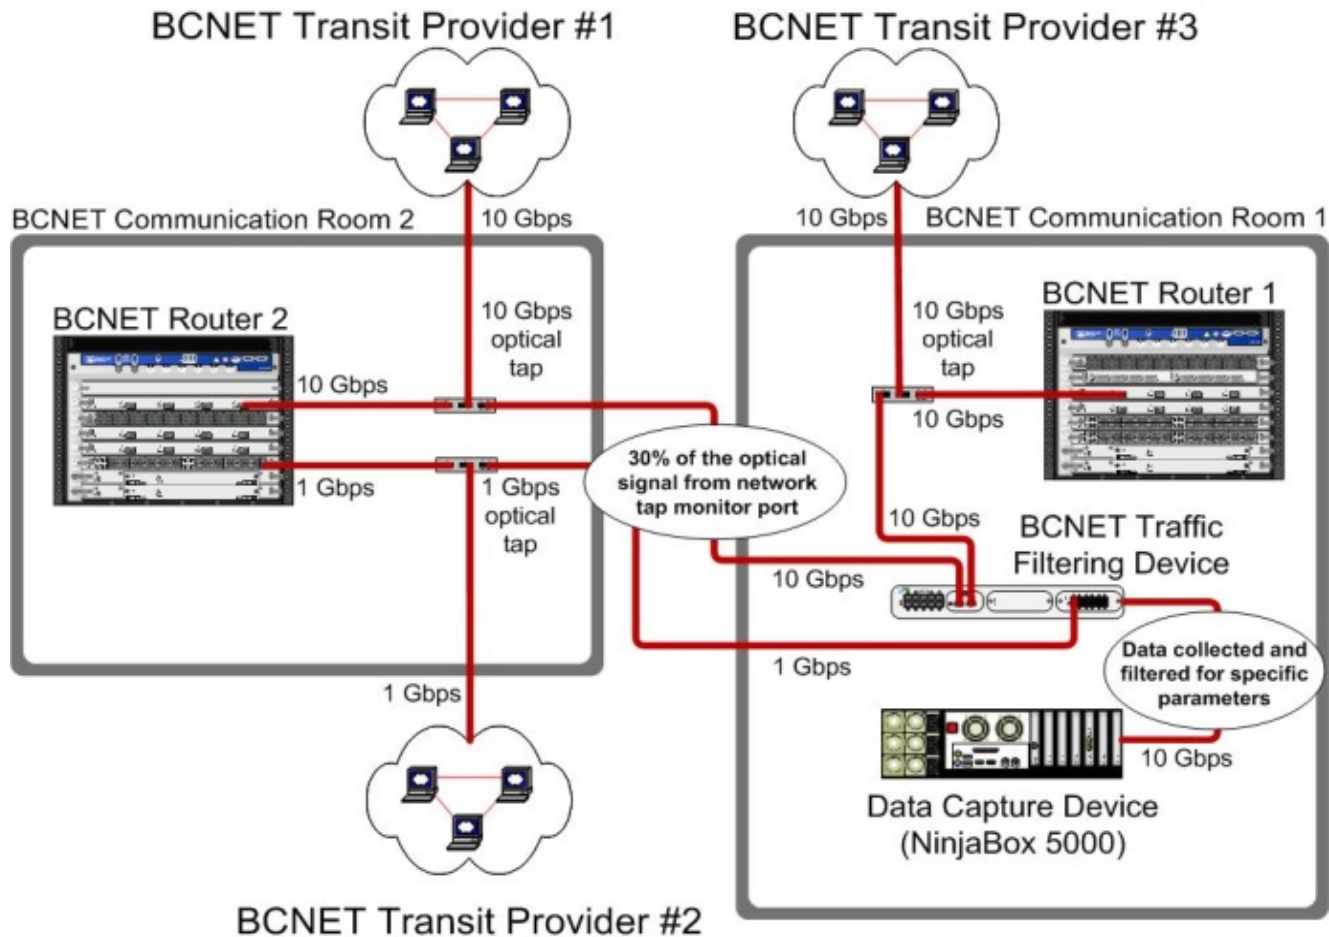 BCNET Transit Provider #1
BCNET Transit Provider #3
10 Gbps
10 Gbps
BCNET Communication Room 2
BCNET Communication Room 1
BCNET Router 2
10 Gbps
optical
tap
10 Gbps
optical
tap
BCNET Router 1
10 Gbps
10 Gbps
1 Gbps
1 Gbps
optical
tap
30% of the optical
signal from network
tap monitor port
10 Gbps
BCNET Traffic
Filtering Device
10 Gbps
1 Gbps
Data collected and
filtered for specific
parameters
1 Gbps
10 Gbps
Data Capture Device
(NinjaBox 5000)
BCNET Transit Provider #2